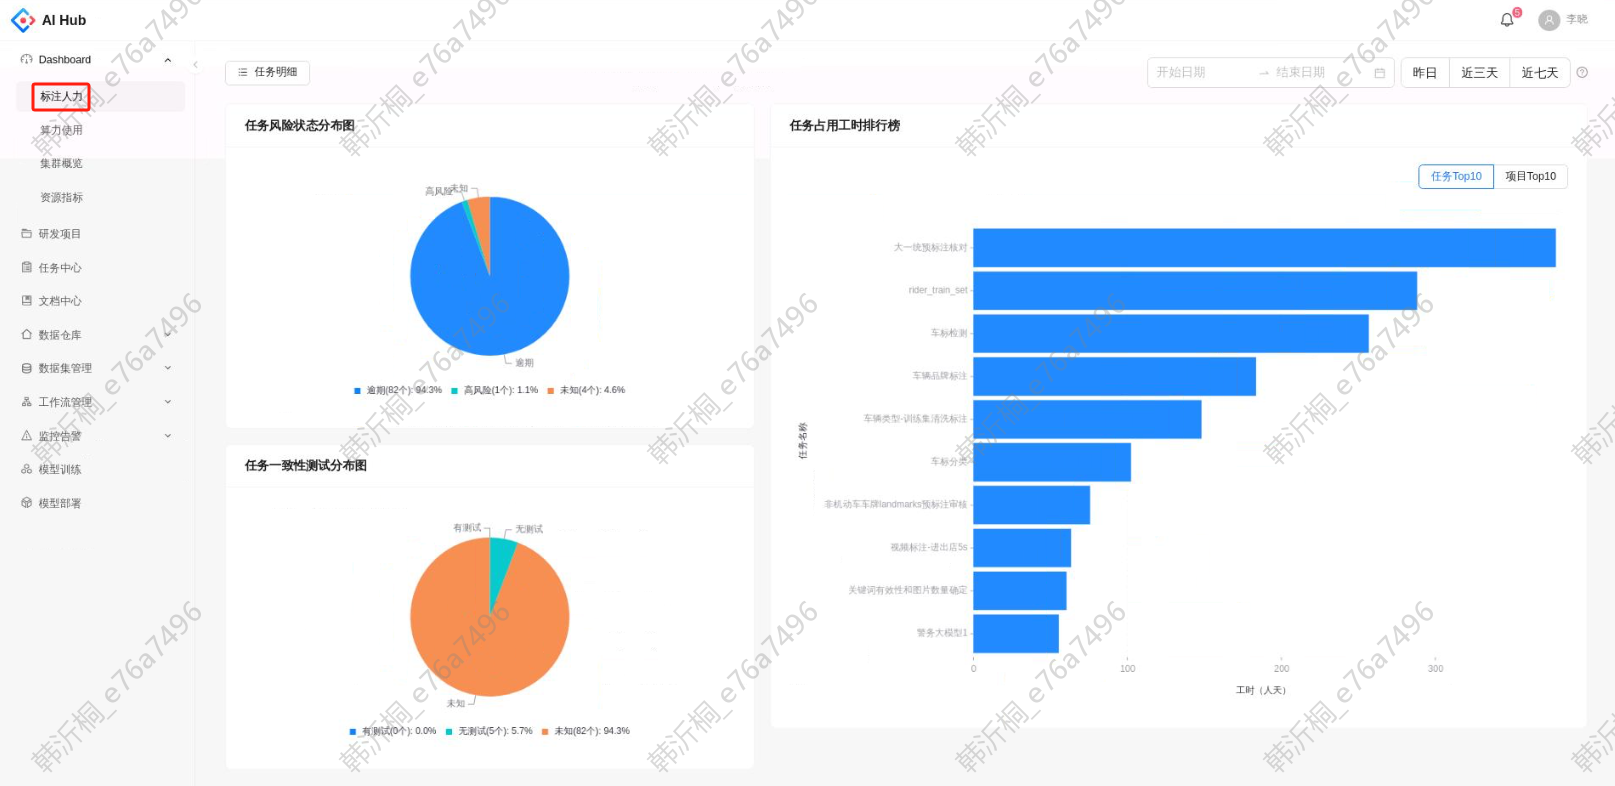 AI Hub
5
李晓
Dashboard
标注人力
算力使用
集群概览
资源指标
研发项目
任务中心
文档中心
数据仓库
数据集管理
工作流管理
监控告警
模型训练
模型部署
任务明细
开始日期
结束日期
昨日
近三天
近七天
任务风险状态分布图
高风险
未知
逾期
逾期(82个): 94.3%
高风险(1个): 1.1%
未知(4个): 4.6%
任务一致性测试分布图
有测试
无测试
未知
有测试(0个): 0.0%
无测试(5个): 5.7%
未知(82个): 94.3%
任务占用工时排行榜
任务Top10
项目Top10
任务名称
大一统预标注核对
rider_train_set
车标检测
车辆品牌标注
车辆类型-训练集清洗标注
车标分类
非机动车车牌landmarks预标注审核
视频标注-进出店5s
关键词有效性和图片数量确定
警务大模型1
0
100
200
300
工时（人天）
韩沂桐_e76a7496